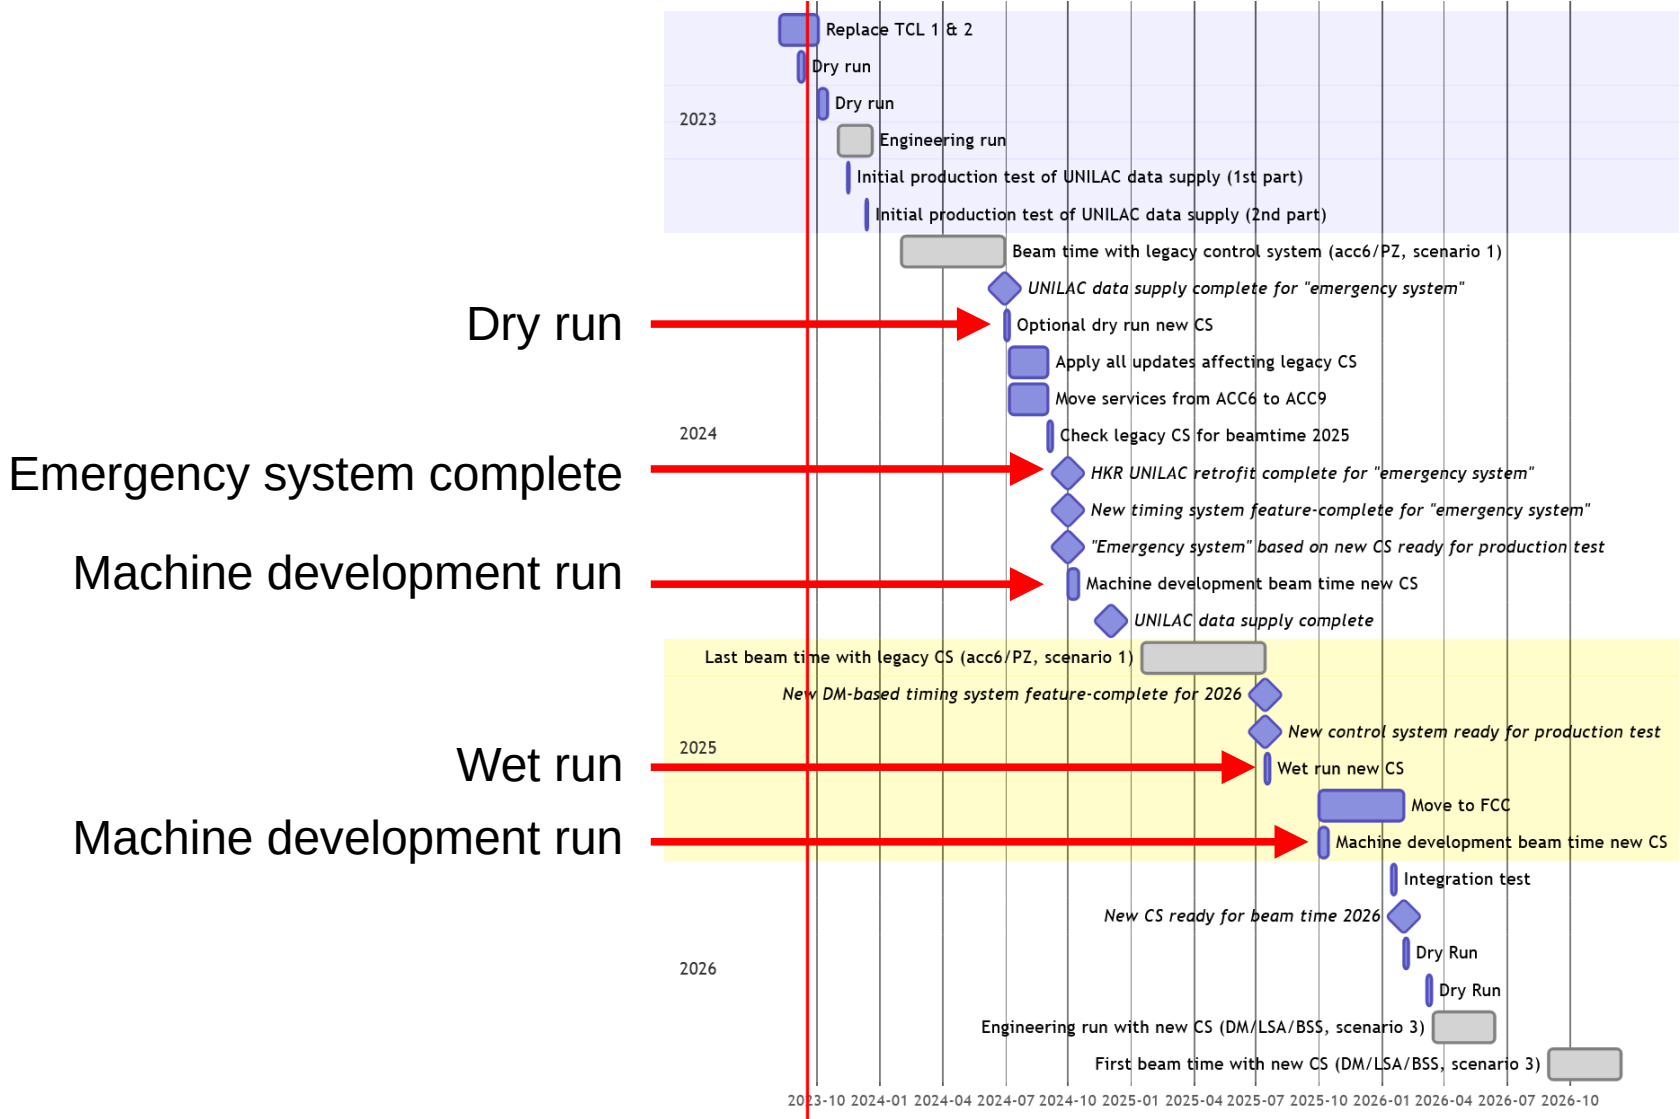 Replace TCL 1 & 2
Dry run
Dry run
2023
Engineering run
Initial production test of UNILAC data supply (1st part)
Initial production test of UNILAC data supply (2nd part)
Beam time with legacy control system (acc6/PZ, scenario 1)
UNILAC data supply complete for "emergency system"
Dry run
Optional dry run new CS
Apply all updates affecting legacy CS
Move services from ACC6 to ACC9
2024
Check legacy CS for beamtime 2025
Emergency system complete
HKR UNILAC retrofit complete for "emergency system"
New timing system feature-complete for "emergency system"
"Emergency system" based on new CS ready for production test
Machine development run
Machine development beam time new CS
UNILAC data supply complete
Last beam time with legacy CS (acc6/PZ, scenario 1)
New DM-based timing system feature-complete for 2026
New control system ready for production test
2025
Wet run
Wet run new CS
Move to FCC
Machine development run
Machine development beam time new CS
Integration test
New CS ready for beam time 2026
Dry Run
2026
Dry Run
Engineering run with new CS (DM/LSA/BSS, scenario 3)
First beam time with new CS (DM/LSA/BSS, scenario 3)
2023-10 2024-01 2024-04 2024-07 2024-10 2025-01 2025-04 2025-07 2025-10 2026-01 2026-04 2026-07 2026-10